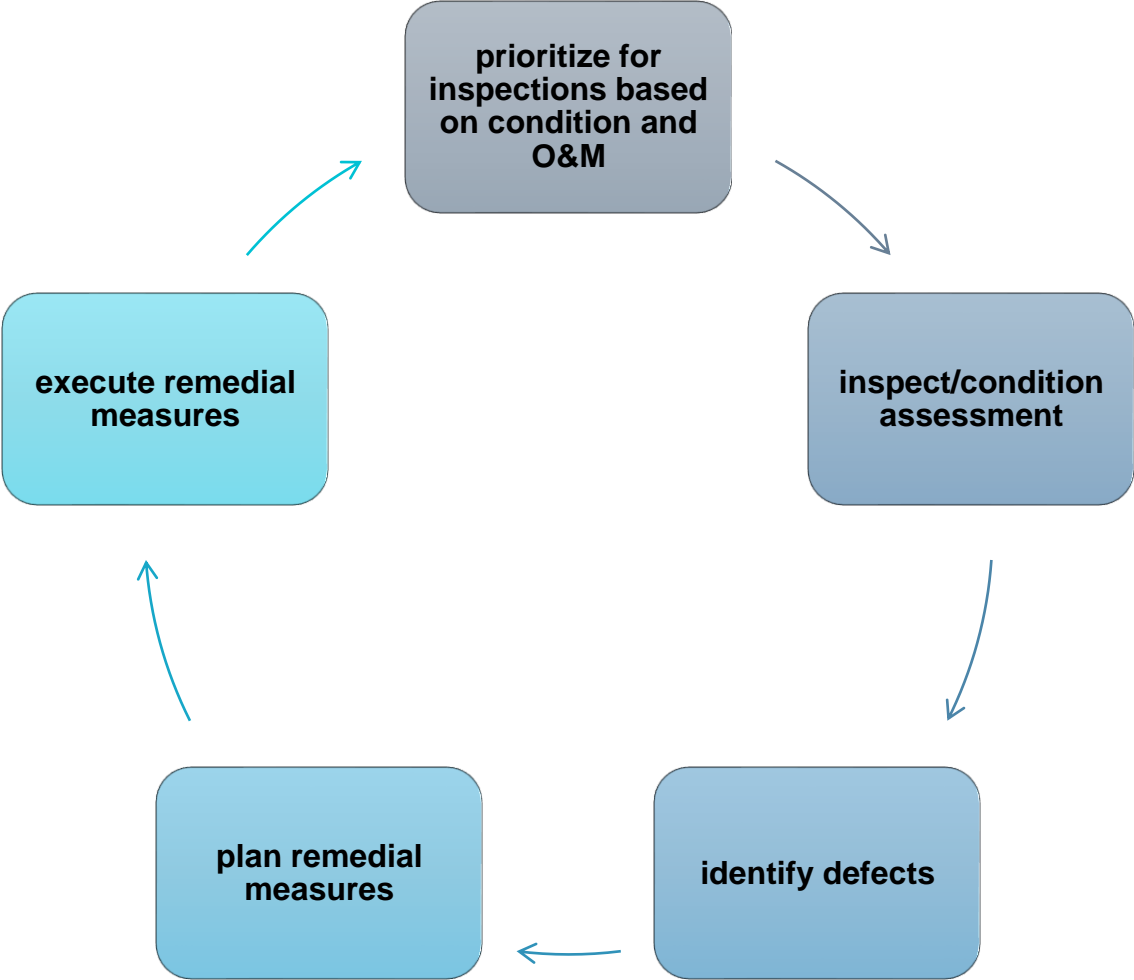 prioritize for
inspections based
on condition and
O&M
inspect/condition
assessment
identify defects
plan remedial
measures
execute remedial
measures